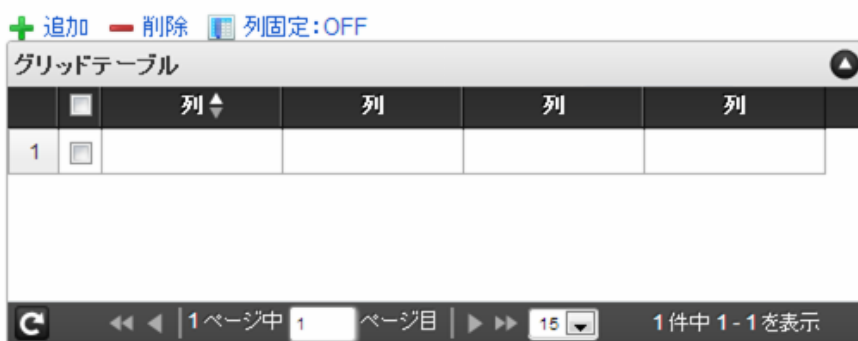 追加 削除 列固定:OFF
グリッドテーブル
列 列 列 列
1
1 ページ中 1 ページ目 15 1 件中 1 - 1 を表示